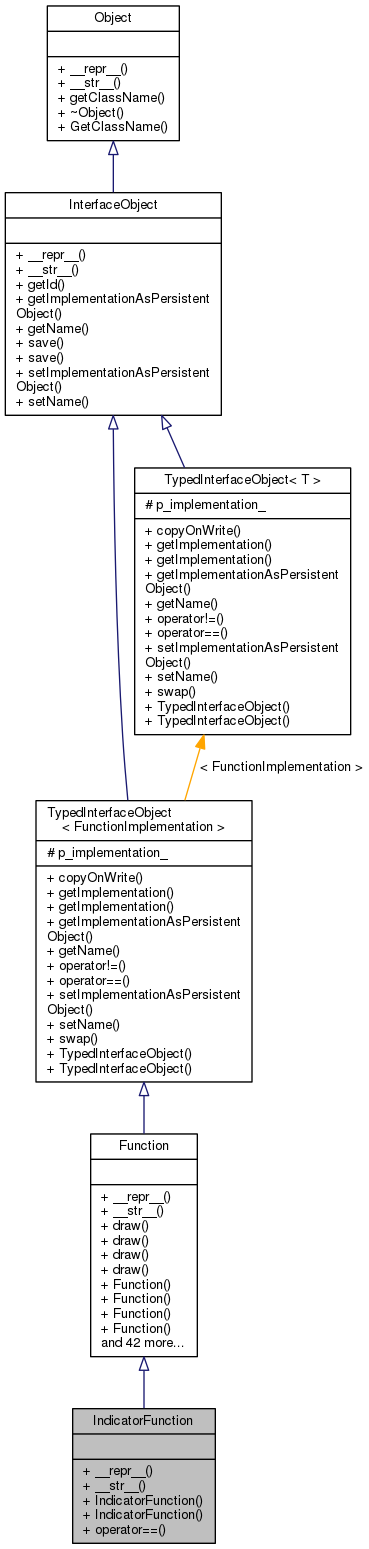 Object
+ __repr__()
+ __str__()
+ getClassName()
+ ~Object()
+ GetClassName()
InterfaceObject
+ __repr__()
+ __str__()
+ getId()
+ getImplementationAsPersistent
Object()
+ getName()
+ save()
+ save()
+ setImplementationAsPersistent
Object()
+ setName()
TypedInterfaceObject< T >
# p_implementation_
+ copyOnWrite()
+ getImplementation()
+ getImplementation()
+ getImplementationAsPersistent
Object()
+ getName()
+ operator!=()
+ operator==()
+ setImplementationAsPersistent
Object()
+ setName()
+ swap()
+ TypedInterfaceObject()
+ TypedInterfaceObject()
< FunctionImplementation >
TypedInterfaceObject
< FunctionImplementation >
# p_implementation_
+ copyOnWrite()
+ getImplementation()
+ getImplementation()
+ getImplementationAsPersistent
Object()
+ getName()
+ operator!=()
+ operator==()
+ setImplementationAsPersistent
Object()
+ setName()
+ swap()
+ TypedInterfaceObject()
+ TypedInterfaceObject()
Function
+ __repr__()
+ __str__()
+ draw()
+ draw()
+ draw()
+ draw()
+ Function()
+ Function()
+ Function()
+ Function()
and 42 more...
IndicatorFunction
+ __repr__()
+ __str__()
+ IndicatorFunction()
+ IndicatorFunction()
+ operator==()